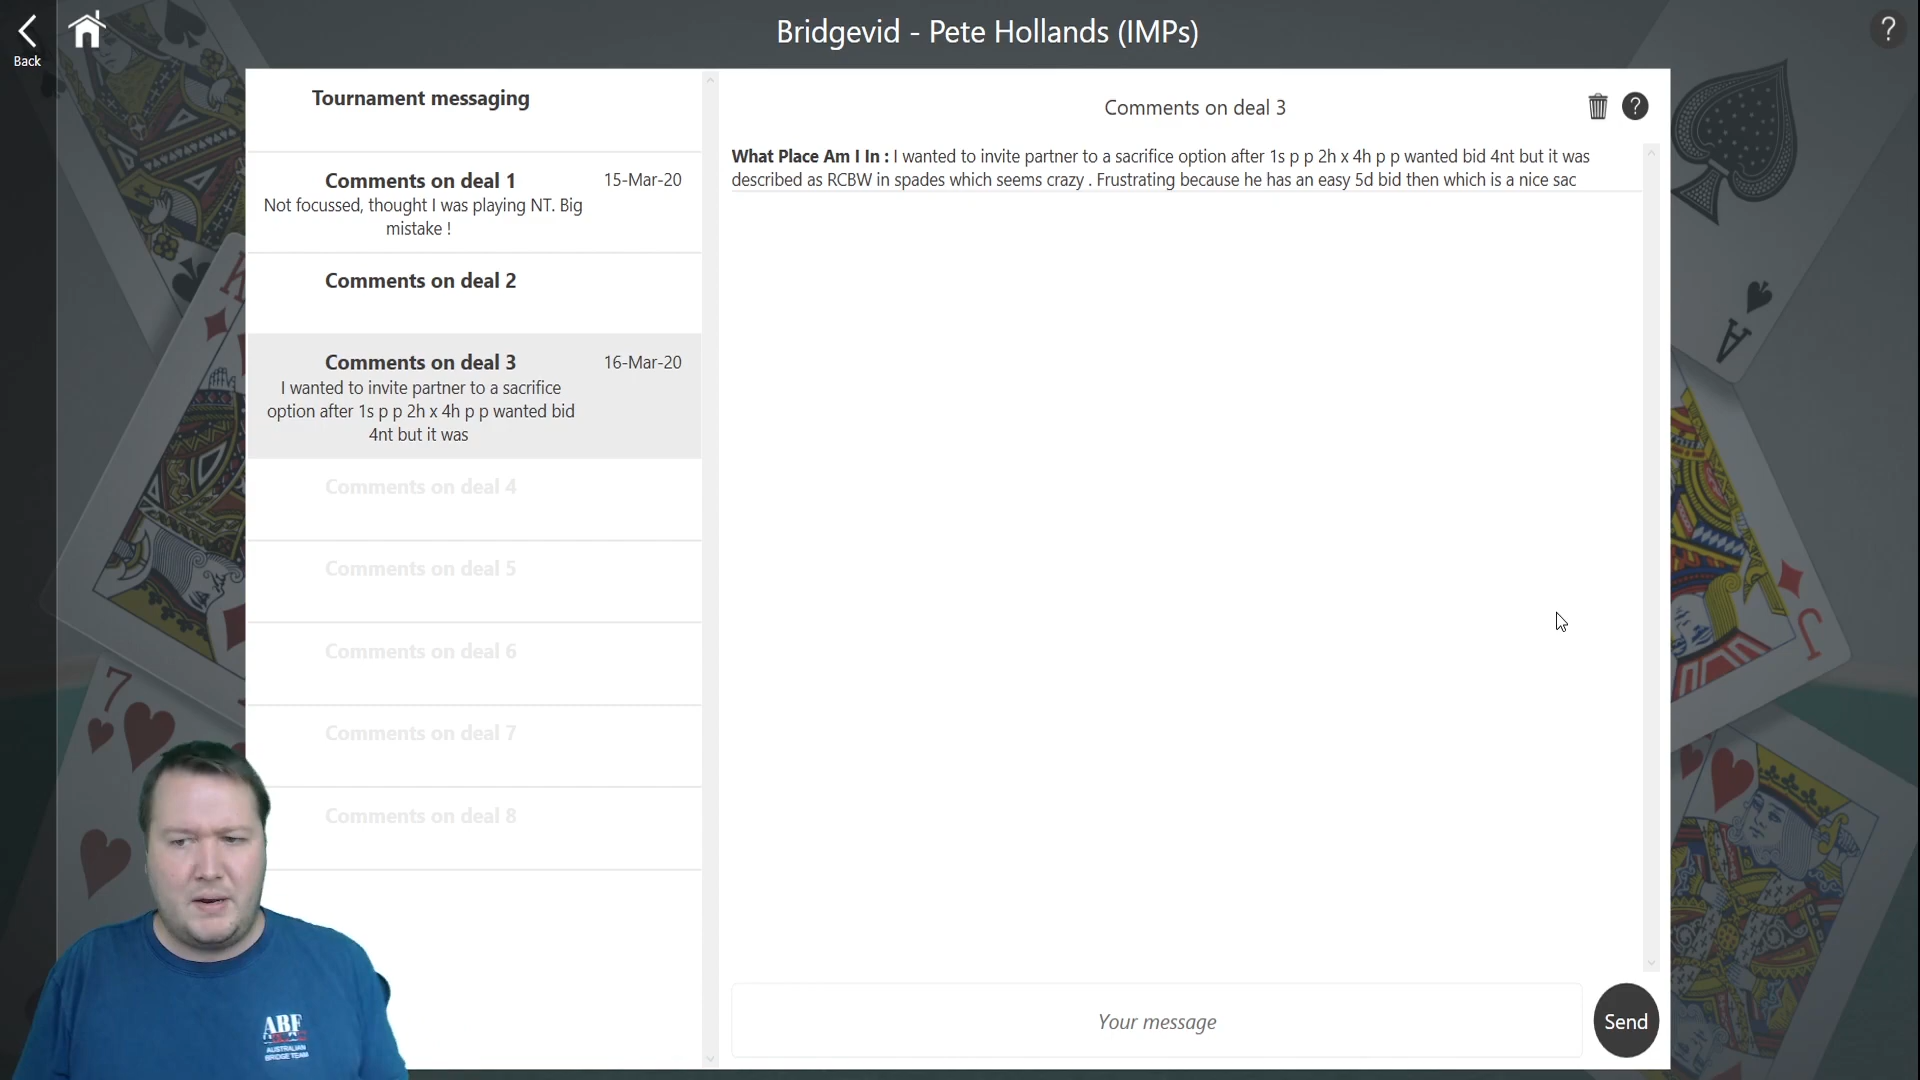 Back
Bridgevid - Pete Hollands (IMPs)
?
Tournament messaging
Comments on deal 1
15-Mar-20
Not focussed, thought I was playing NT. Big
mistake !
Comments on deal 2
Comments on deal 3
16-Mar-20
I wanted to invite partner to a sacrifice
option after 1s p p 2h x 4h p p wanted bid
4nt but it was
Comments on deal 4
Comments on deal 5
Comments on deal 6
Comments on deal 7
Comments on deal 8
Comments on deal 3
?
What Place Am I In : I wanted to invite partner to a sacrifice option after 1s p p 2h x 4h p p wanted bid 4nt but it was
described as RCBW in spades which seems crazy . Frustrating because he has an easy 5d bid then which is a nice sac
Your message
Send
K
7
A
J
ABF
AUSTRALIAN
BRIDGE TEAM